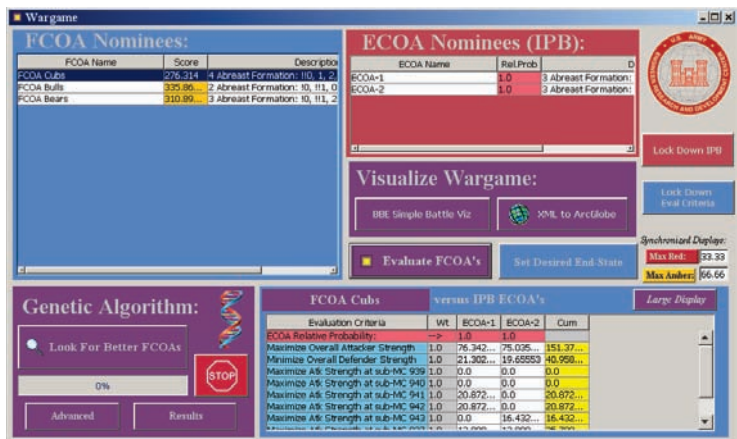 Wargame
FCOA Nominees:
FCOA Name Score Description
FCOA Cubs 276.314 4 Abreast Formation: !!0, 1, 2,
FCOA Bulls 335.86... 2 Abreast Formation: !0, !!1, 0
FCOA Bears 310.89... 3 Abreast Formation: !0, !!1, 2
ECOA Nominees (IPB):
ECOA Name Rel.Prob D
ECOA-1 1.0 3 Abreast Formation:
ECOA-2 1.0 3 Abreast Formation:
U.S. ARMY
ENGINEER RESEARCH AND DEVELOPMENT CENTER
Lock Down IPB
Lock Down
Eval Criteria
Visualize Wargame:
BBE Simple Battle Viz
XML to ArcGlobe
Synchronized Displays:
Max Red: 33.33
Max Amber: 66.66
Evaluate FCOA's
Set Desired End-State
Genetic Algorithm:
Look For Better FCOAs
0%
STOP
Advanced
Results
FCOA Cubs versus IPB ECOA's
Large Display
Evaluation Criteria Wt ECOA-1 ECOA-2 Cum
ECOA Relative Probability: --> 1.0 1.0
Maximize Overall Attacker Strength 1.0 76.342... 75.035... 151.37...
Minimize Overall Defender Strength 1.0 21.302... 19.65553 40.958...
Maximize Atk Strength at sub-MC 939 1.0 0.0 0.0 0.0
Maximize Atk Strength at sub-MC 940 1.0 0.0 0.0 0.0
Maximize Atk Strength at sub-MC 941 1.0 20.872... 0.0 20.872...
Maximize Atk Strength at sub-MC 942 1.0 20.872... 0.0 20.872...
Maximize Atk Strength at sub-MC 943 1.0 0.0 16.432... 16.432...